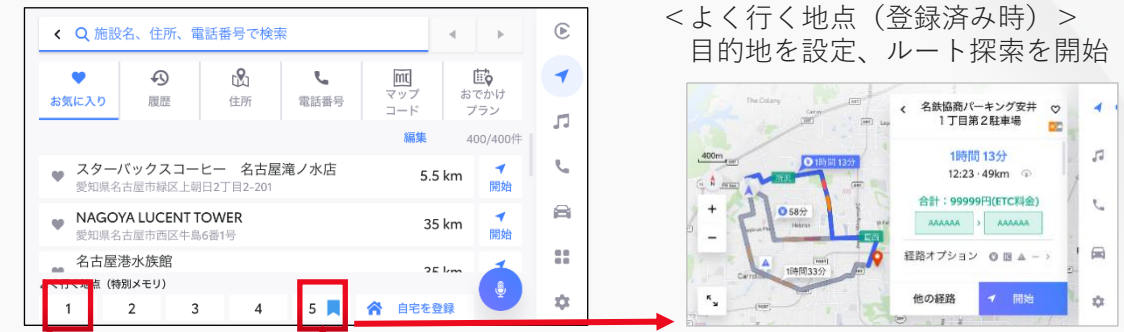 施設名、住所、電話番号で検索
お気に入り
履歴
住所
電話番号
マップ
コード
おでかけ
プラン
編集
400/400件
スターバックスコーヒー 名古屋滝ノ水店
愛知県名古屋市緑区上朝日2丁目2-201
5.5 km
開始
NAGOYA LUCENT TOWER
愛知県名古屋市西区牛島6番1号
35 km
開始
名古屋港水族館
35 km
よく行く地点（特別メモリ）
1
2
3
4
5
自宅を登録
＜よく行く地点（登録済み時）＞
目的地を設定、ルート探索を開始
The Colony
400m
N
1時間 13分
58分
Hebron
1時間33分
名鉄協商パーキング安井
1丁目第2駐車場
1時間 13分
12:23･49km
合計：99999円(ETC料金)
AAAAAA
AAAAAA
経路オプション
他の経路
開始